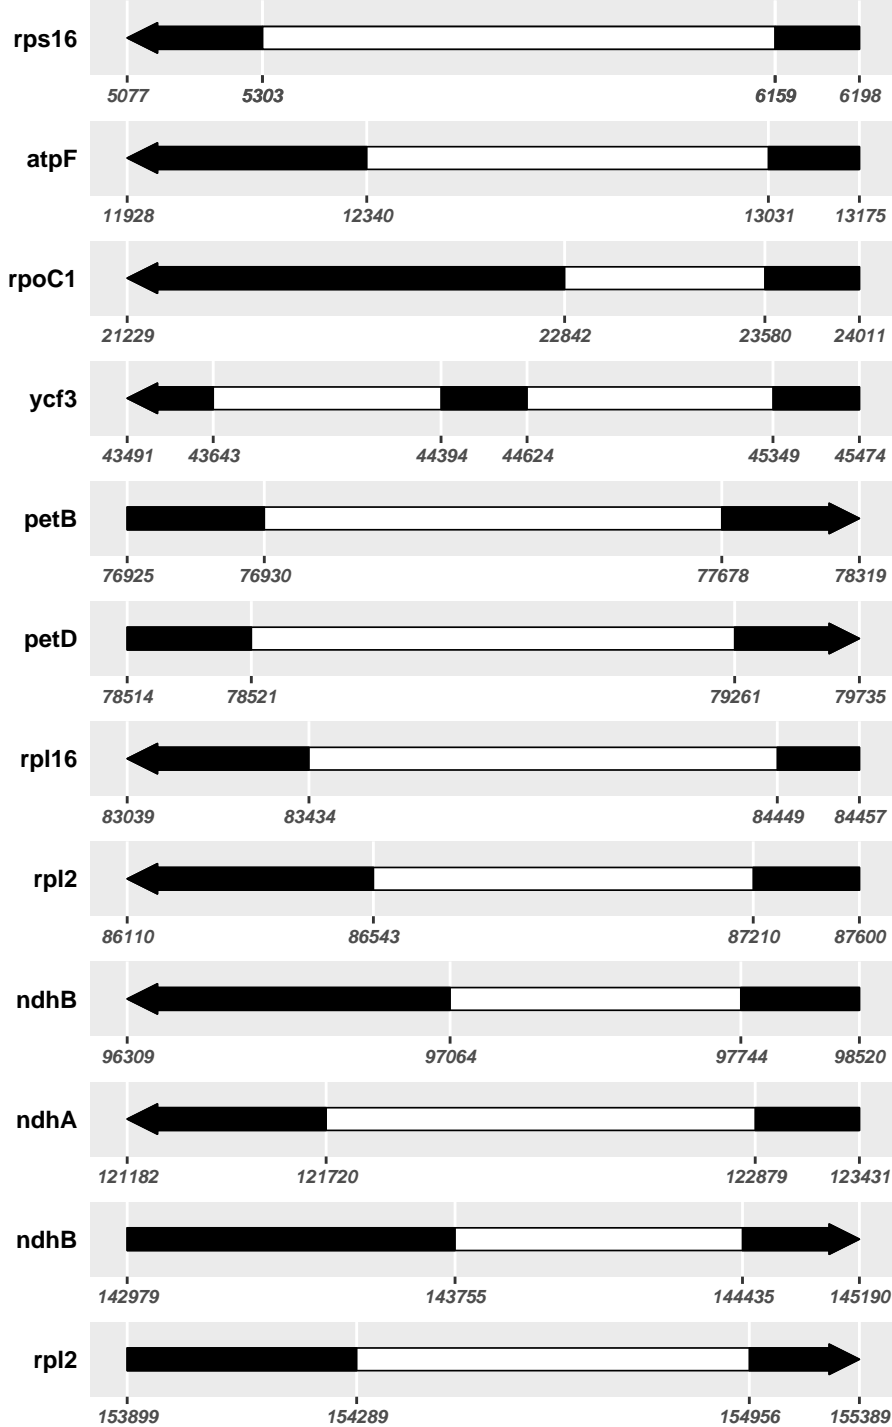 rps16
5077 5303 6159 6198
atpF
11928 12340 13031 13175
rpoC1
21229 22842 23580 24011
ycf3
43491 43643 44394 44624 45349 45474
petB
76925 76930 77678 78319
petD
78514 78521 79261 79735
rpl16
83039 83434 84449 84457
rpl2
86110 86543 87210 87600
ndhB
96309 97064 97744 98520
ndhA
121182 121720 122879 123431
ndhB
142979 143755 144435 145190
rpl2
153899 154289 154956 155389